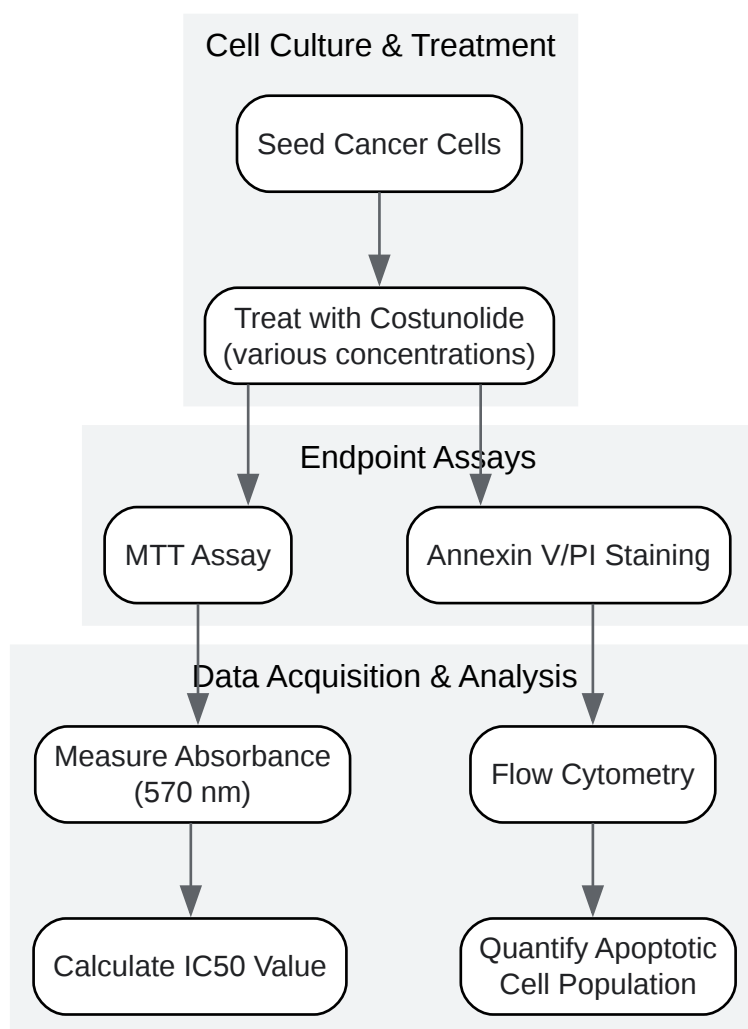 Cell Culture & Treatment
Seed Cancer Cells
Treat with Costunolide
(various concentrations)
Endpoint Assays
MTT Assay
Annexin V/PI Staining
Data Acquisition & Analysis
Measure Absorbance
(570 nm)
Flow Cytometry
Calculate IC50 Value
Quantify Apoptotic
Cell Population